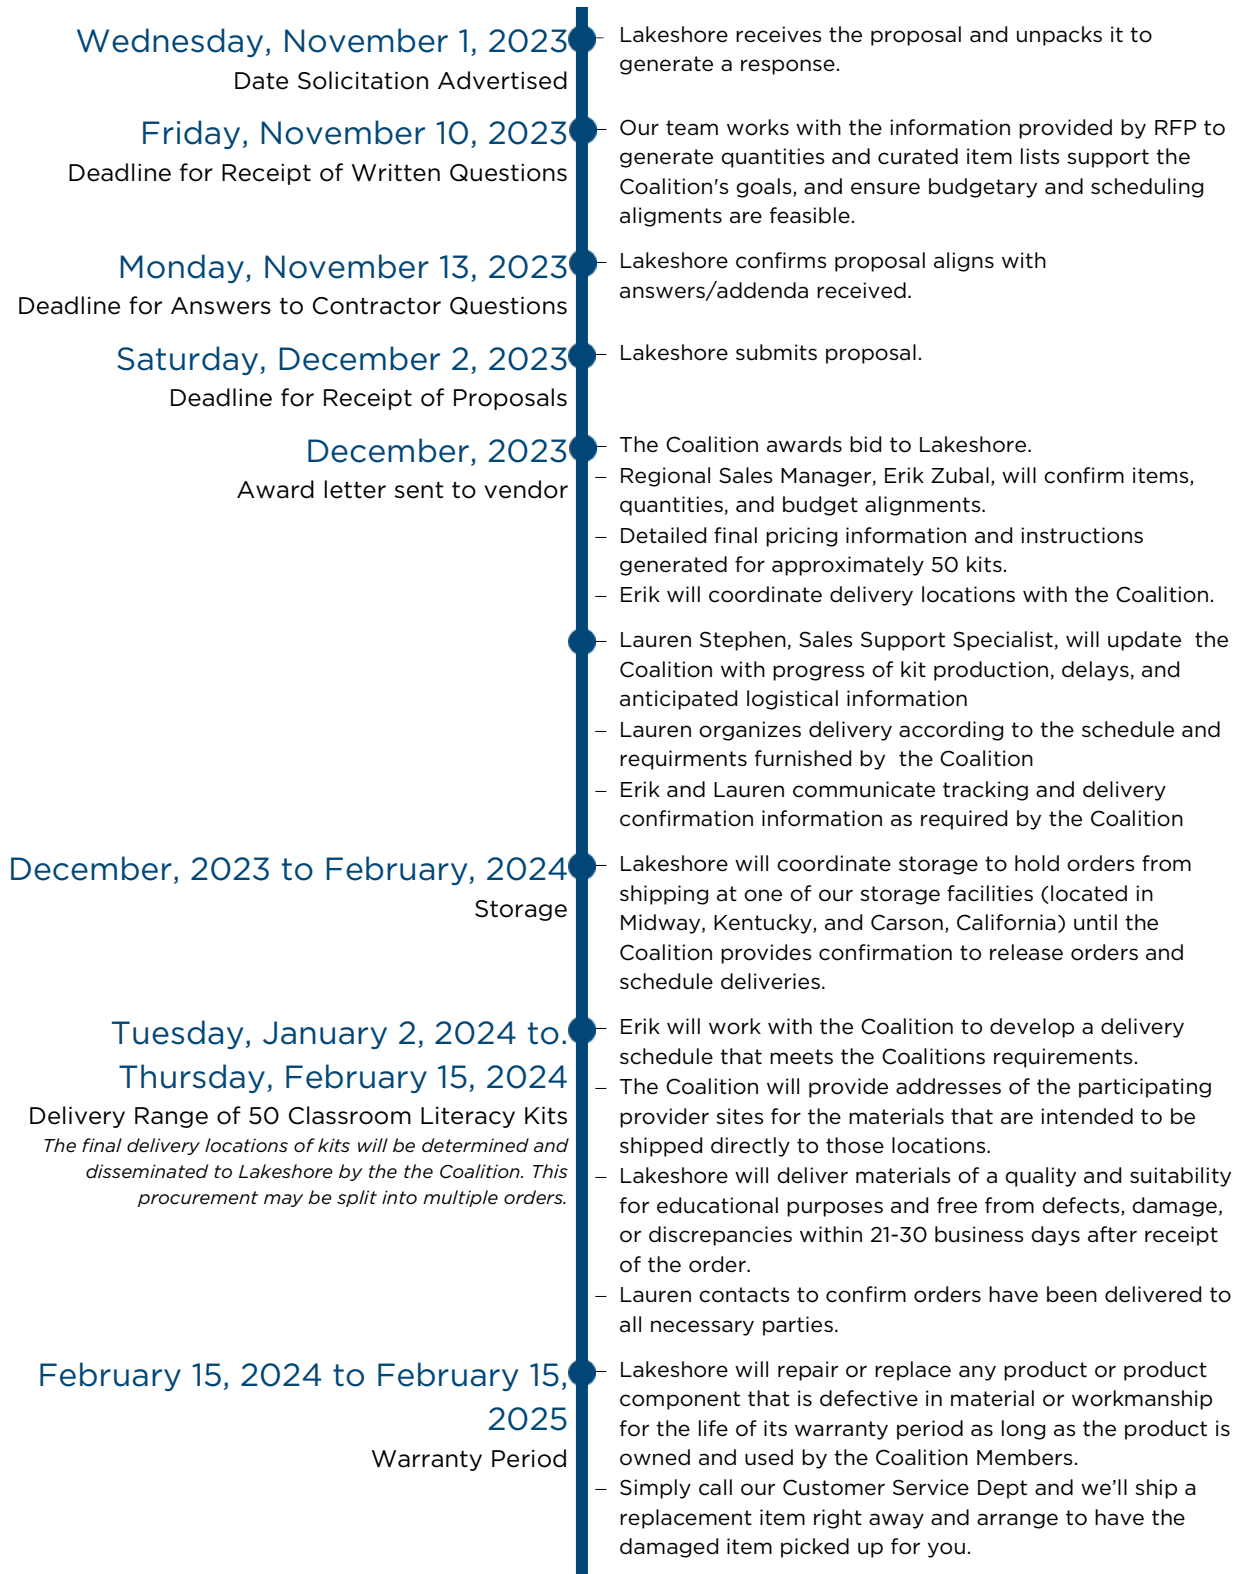 Wednesday, November 1, 2023
Date Solicitation Advertised
– Lakeshore receives the proposal and unpacks it to
generate a response.
Friday, November 10, 2023
Deadline for Receipt of Written Questions
– Our team works with the information provided by RFP to
generate quantities and curated item lists support the
Coalition's goals, and ensure budgetary and scheduling
aligments are feasible.
Monday, November 13, 2023
Deadline for Answers to Contractor Questions
– Lakeshore confirms proposal aligns with
answers/addenda received.
Saturday, December 2, 2023
Deadline for Receipt of Proposals
– Lakeshore submits proposal.
December, 2023
Award letter sent to vendor
– The Coalition awards bid to Lakeshore.
– Regional Sales Manager, Erik Zubal, will confirm items,
quantities, and budget alignments.
– Detailed final pricing information and instructions
generated for approximately 50 kits.
– Erik will coordinate delivery locations with the Coalition.
– Lauren Stephen, Sales Support Specialist, will update  the
Coalition with progress of kit production, delays, and
anticipated logistical information
– Lauren organizes delivery according to the schedule and
requirments furnished by  the Coalition
– Erik and Lauren communicate tracking and delivery
confirmation information as required by the Coalition
December, 2023 to February, 2024
Storage
– Lakeshore will coordinate storage to hold orders from
shipping at one of our storage facilities (located in
Midway, Kentucky, and Carson, California) until the
Coalition provides confirmation to release orders and
schedule deliveries.
Tuesday, January 2, 2024 to.
Thursday, February 15, 2024
Delivery Range of 50 Classroom Literacy Kits
The final delivery locations of kits will be determined and
disseminated to Lakeshore by the the Coalition. This
procurement may be split into multiple orders.
– Erik will work with the Coalition to develop a delivery
schedule that meets the Coalitions requirements.
– The Coalition will provide addresses of the participating
provider sites for the materials that are intended to be
shipped directly to those locations.
– Lakeshore will deliver materials of a quality and suitability
for educational purposes and free from defects, damage,
or discrepancies within 21-30 business days after receipt
of the order.
– Lauren contacts to confirm orders have been delivered to
all necessary parties.
February 15, 2024 to February 15,
2025
Warranty Period
– Lakeshore will repair or replace any product or product
component that is defective in material or workmanship
for the life of its warranty period as long as the product is
owned and used by the Coalition Members.
– Simply call our Customer Service Dept and we’ll ship a
replacement item right away and arrange to have the
damaged item picked up for you.